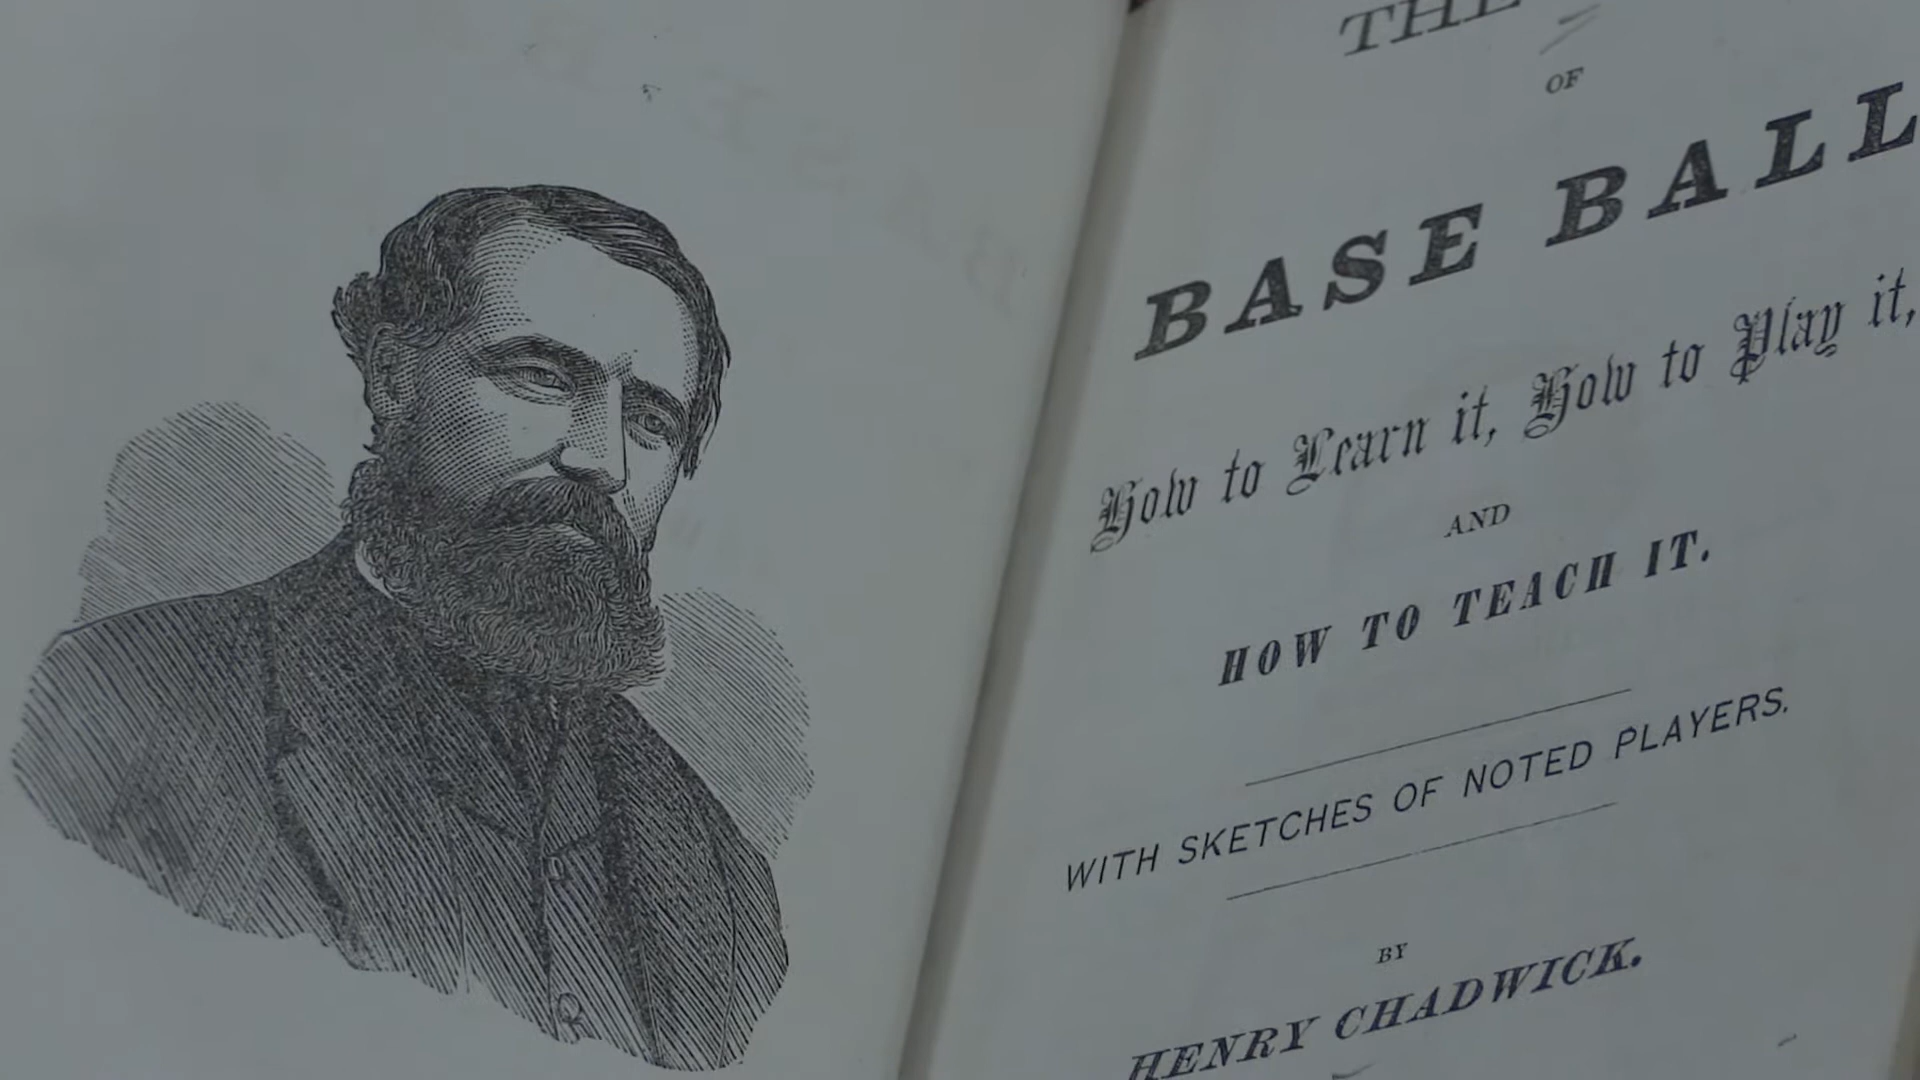 THE
OF
BASE BALL
How to Learn it, How to Play it,
AND
HOW TO TEACH IT.
WITH SKETCHES OF NOTED PLAYERS.
BY
HENRY CHADWICK.